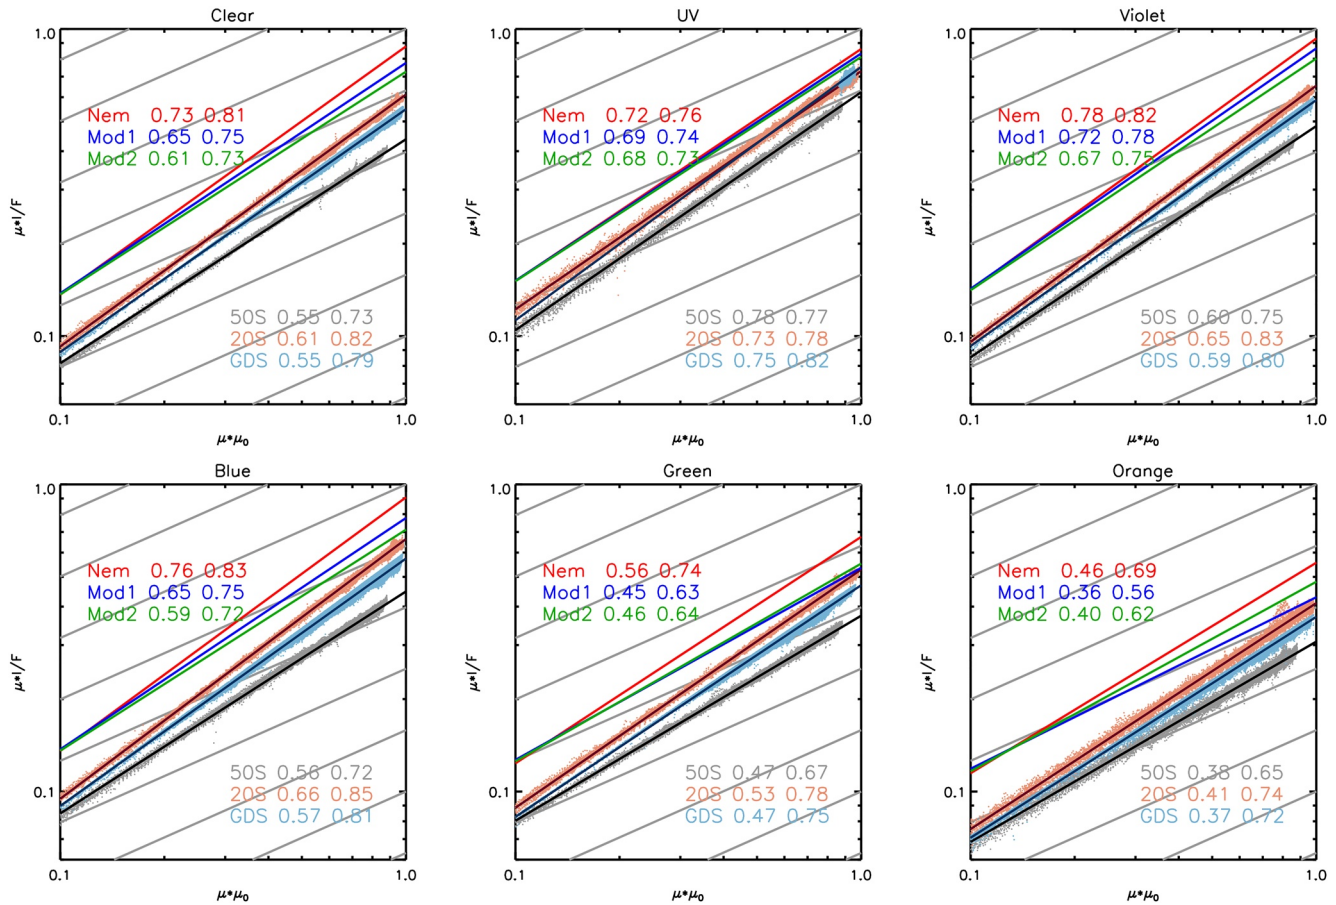 Clear
1.0
Nem 0.73 0.81
Mod1 0.65 0.75
Mod2 0.61 0.73
μ*I/F
50S 0.55 0.73
20S 0.61 0.82
GDS 0.55 0.79
0.1
0.1 1.0
μ*μ0
UV
1.0
Nem 0.72 0.76
Mod1 0.69 0.74
Mod2 0.68 0.73
μ*I/F
50S 0.78 0.77
20S 0.73 0.78
GDS 0.75 0.82
0.1
0.1 1.0
μ*μ0
Violet
1.0
Nem 0.78 0.82
Mod1 0.72 0.78
Mod2 0.67 0.75
μ*I/F
50S 0.60 0.75
20S 0.65 0.83
GDS 0.59 0.80
0.1
0.1 1.0
μ*μ0
Blue
1.0
Nem 0.76 0.83
Mod1 0.65 0.75
Mod2 0.59 0.72
μ*I/F
50S 0.56 0.72
20S 0.66 0.85
GDS 0.57 0.81
0.1
0.1 1.0
μ*μ0
Green
1.0
Nem 0.56 0.74
Mod1 0.45 0.63
Mod2 0.46 0.64
μ*I/F
50S 0.47 0.67
20S 0.53 0.78
GDS 0.47 0.75
0.1
0.1 1.0
μ*μ0
Orange
1.0
Nem 0.46 0.69
Mod1 0.36 0.56
Mod2 0.40 0.62
μ*I/F
50S 0.38 0.65
20S 0.41 0.74
GDS 0.37 0.72
0.1
0.1 1.0
μ*μ0